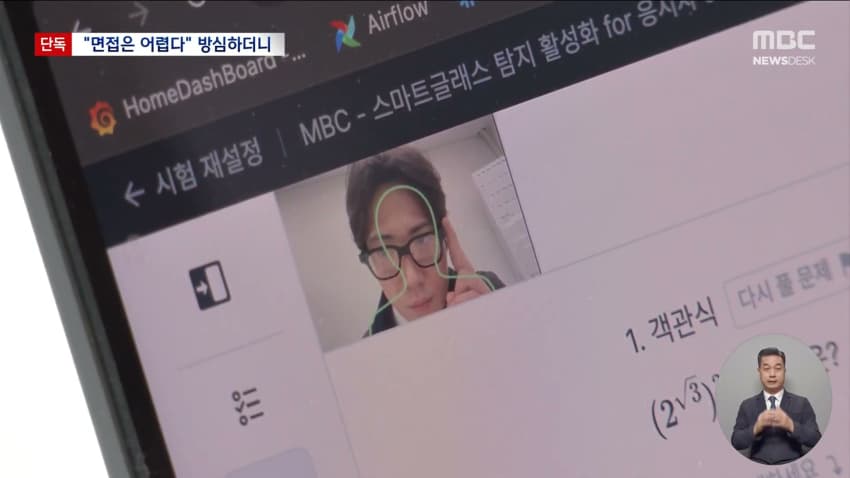 단독 "면접은 어렵다" 방심하더니
MBC
NEWSDESK
Airflow
HomeDashBoard - ...
← 시험 재설정 | MBC - 스마트글래스 탐지 활성화 for 응시자
1. 객관식
다시 풀 문제
(2^√3)
?